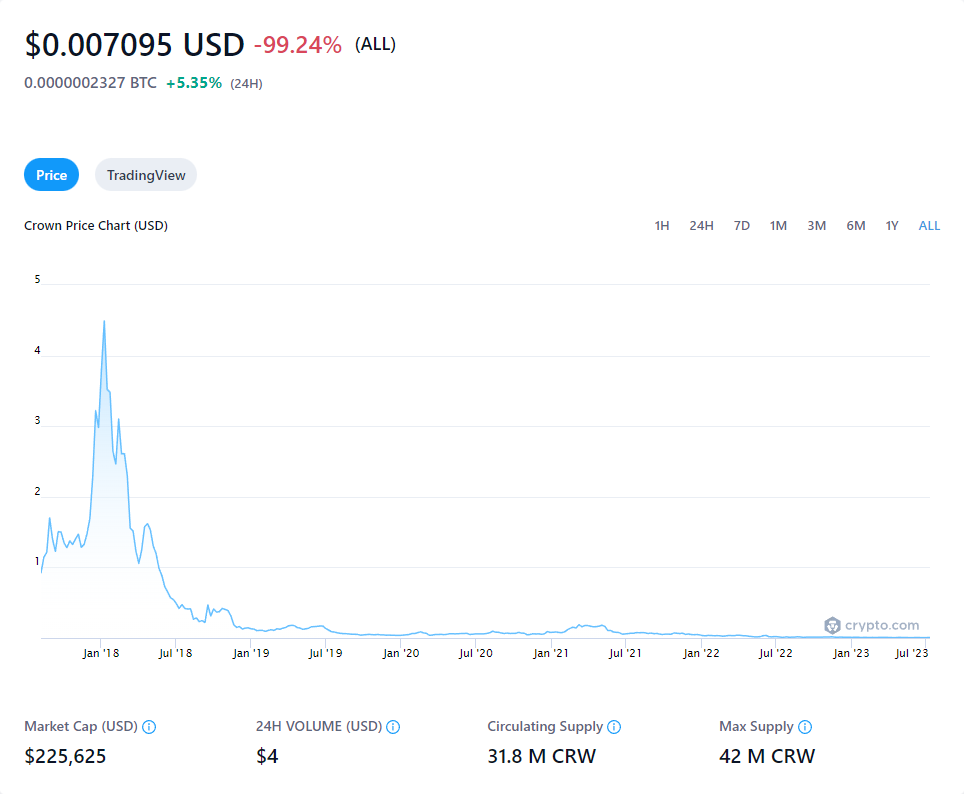 $0.007095 USD -99.24% (ALL)
0.0000002327 BTC +5.35% (24H)
Price TradingView
Crown Price Chart (USD) 1H 24H 7D 1M 3M 6M 1Y ALL
5
4
3
2
1
crypto.com
Jan '18 Jul '18 Jan '19 Jul '19 Jan '20 Jul '20 Jan '21 Jul '21 Jan '22 Jul '22 Jan '23 Jul '23
Market Cap (USD) 24H VOLUME (USD) Circulating Supply Max Supply
$225,625 $4 31.8 M CRW 42 M CRW